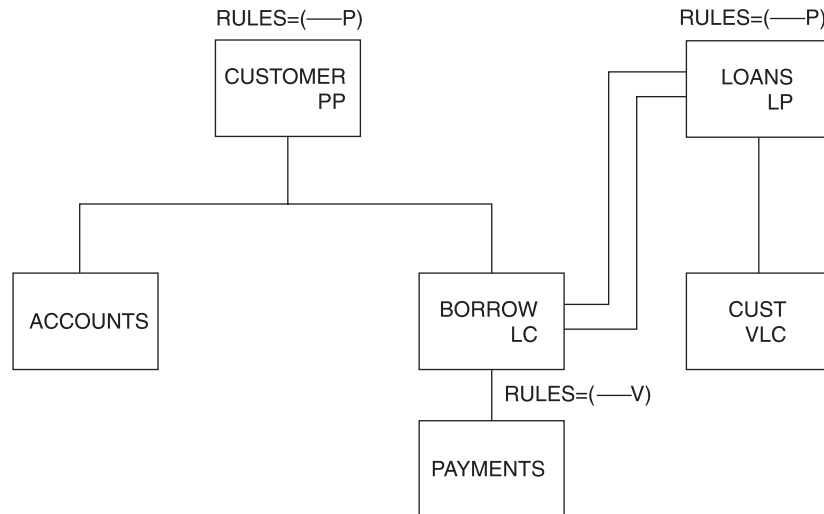 RULES=(——P)
RULES=(——P)
CUSTOMER
PP
LOANS
LP
ACCOUNTS
BORROW
LC
CUST
VLC
RULES=(——V)
PAYMENTS